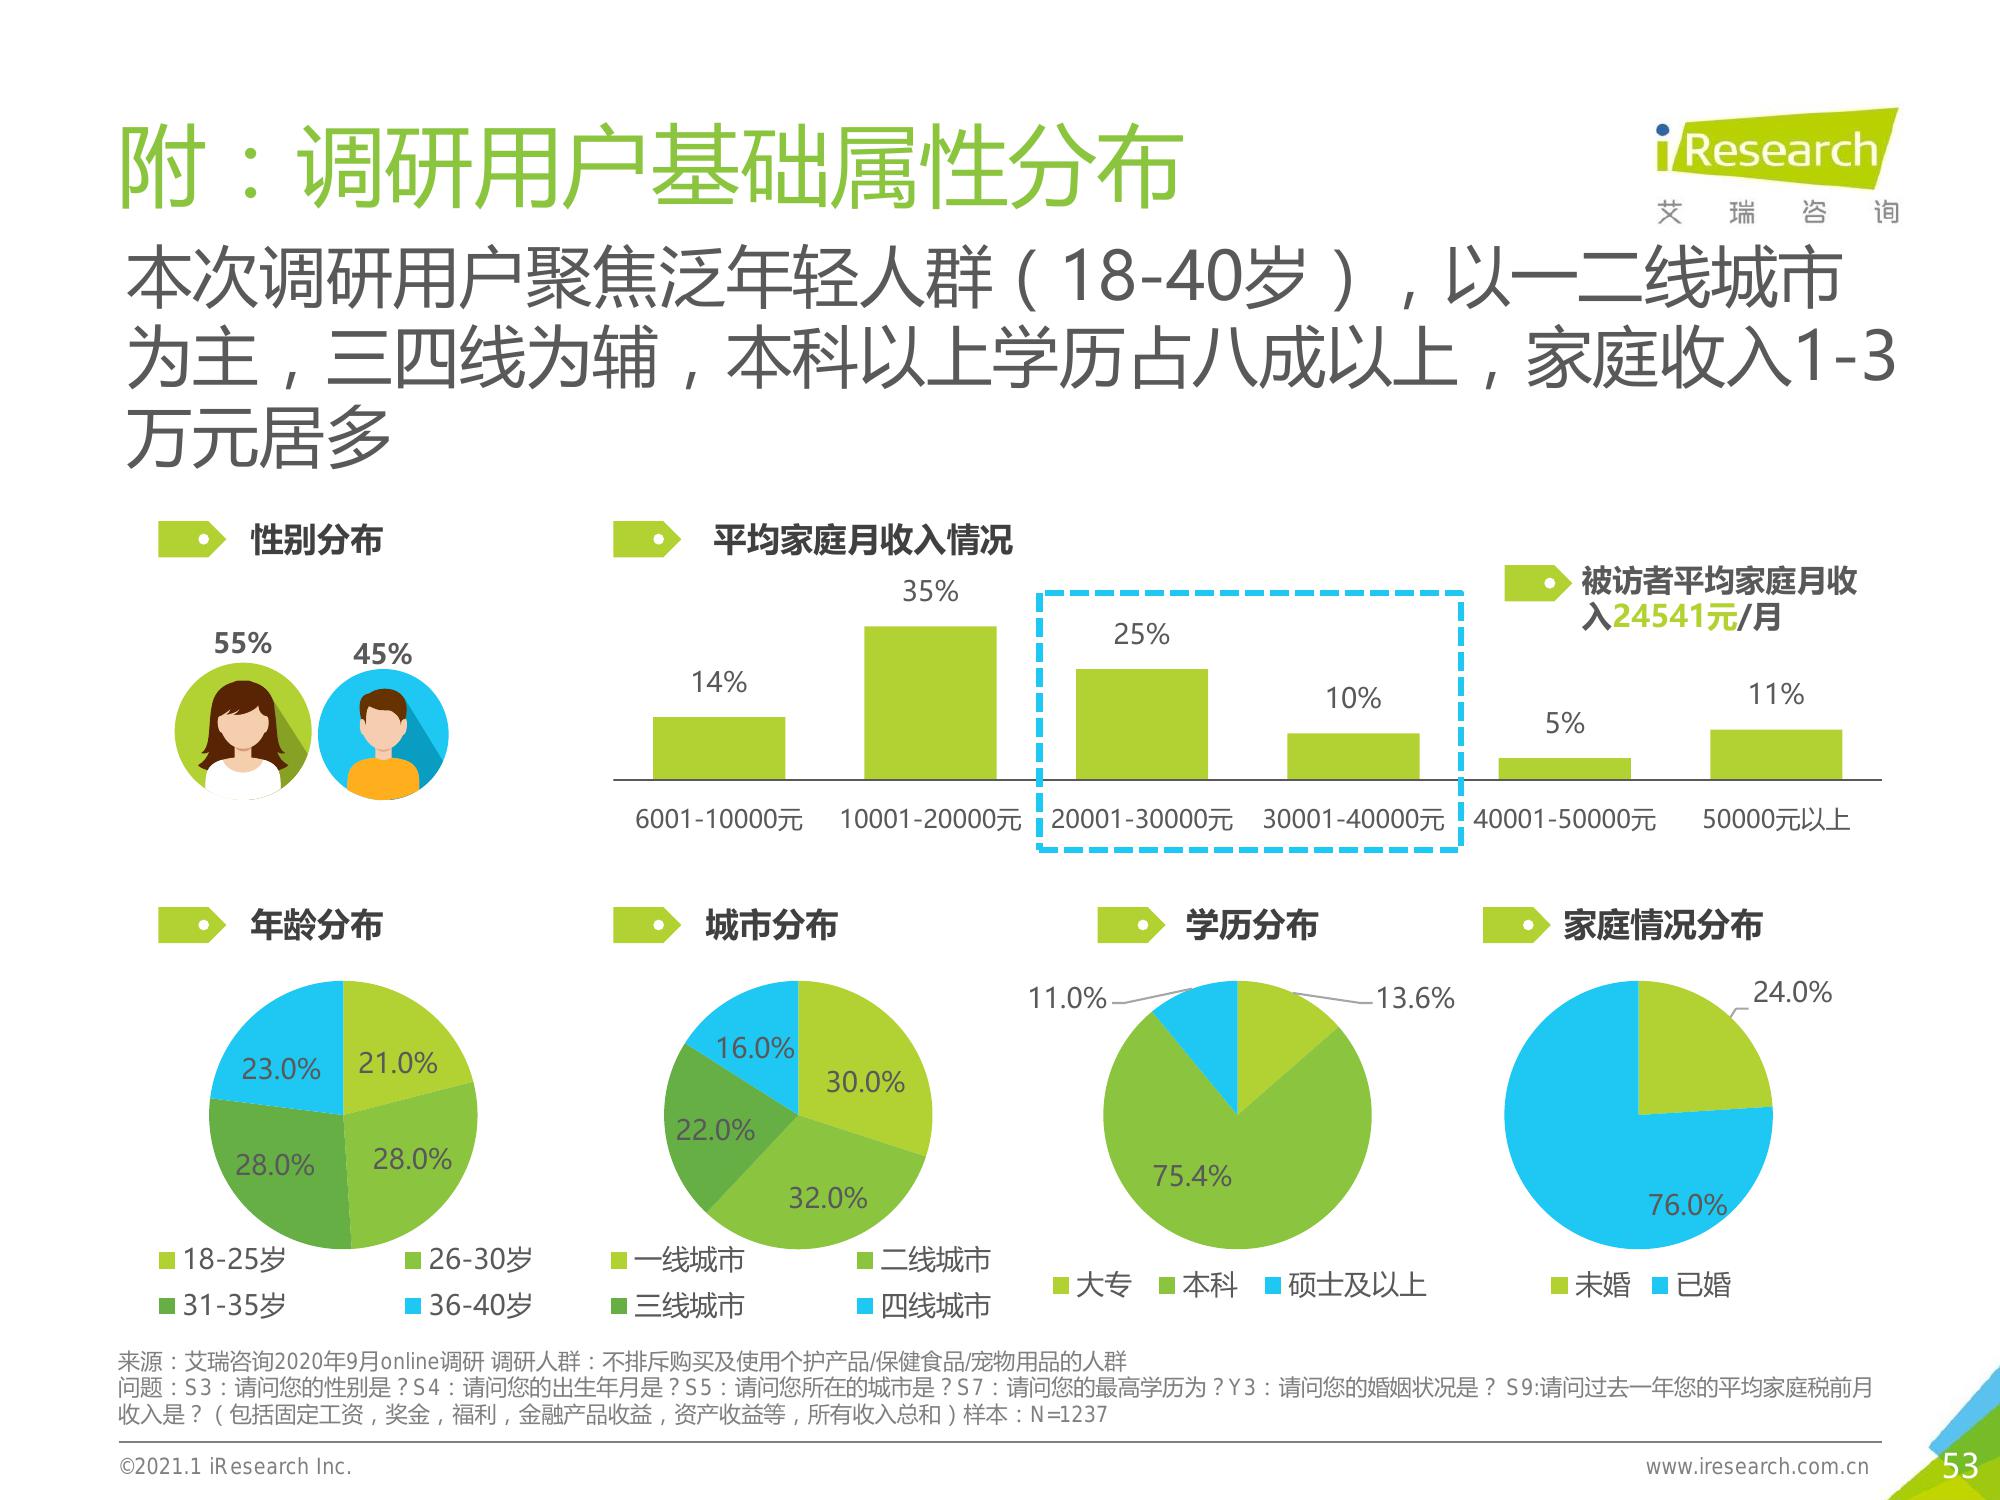 附：调研用户基础属性分布
iResearch
艾瑞咨询
本次调研用户聚焦泛年轻人群（18-40岁），以一二线城市
为主，三四线为辅，本科以上学历占八成以上，家庭收入1-3
万元居多
性别分布
55%
45%
平均家庭月收入情况
被访者平均家庭月收
入24541元/月
14%
35%
25%
10%
5%
11%
6001-10000元
10001-20000元
20001-30000元
30001-40000元
40001-50000元
50000元以上
年龄分布
23.0%
21.0%
28.0%
28.0%
18-25岁
26-30岁
31-35岁
36-40岁
城市分布
16.0%
30.0%
22.0%
32.0%
一线城市
二线城市
三线城市
四线城市
学历分布
11.0%
13.6%
75.4%
大专
本科
硕士及以上
家庭情况分布
24.0%
76.0%
未婚
已婚
来源：艾瑞咨询2020年9月online调研 调研人群：不排斥购买及使用个护产品/保健食品/宠物用品的人群
问题：S3：请问您的性别是？S4：请问您的出生年月是？S5：请问您所在的城市是？S7：请问您的最高学历为？Y3：请问您的婚姻状况是？ S9:请问过去一年您的平均家庭税前月
收入是？（包括固定工资，奖金，福利，金融产品收益，资产收益等，所有收入总和）样本：N=1237
©2021.1 iResearch Inc.
www.iresearch.com.cn
53